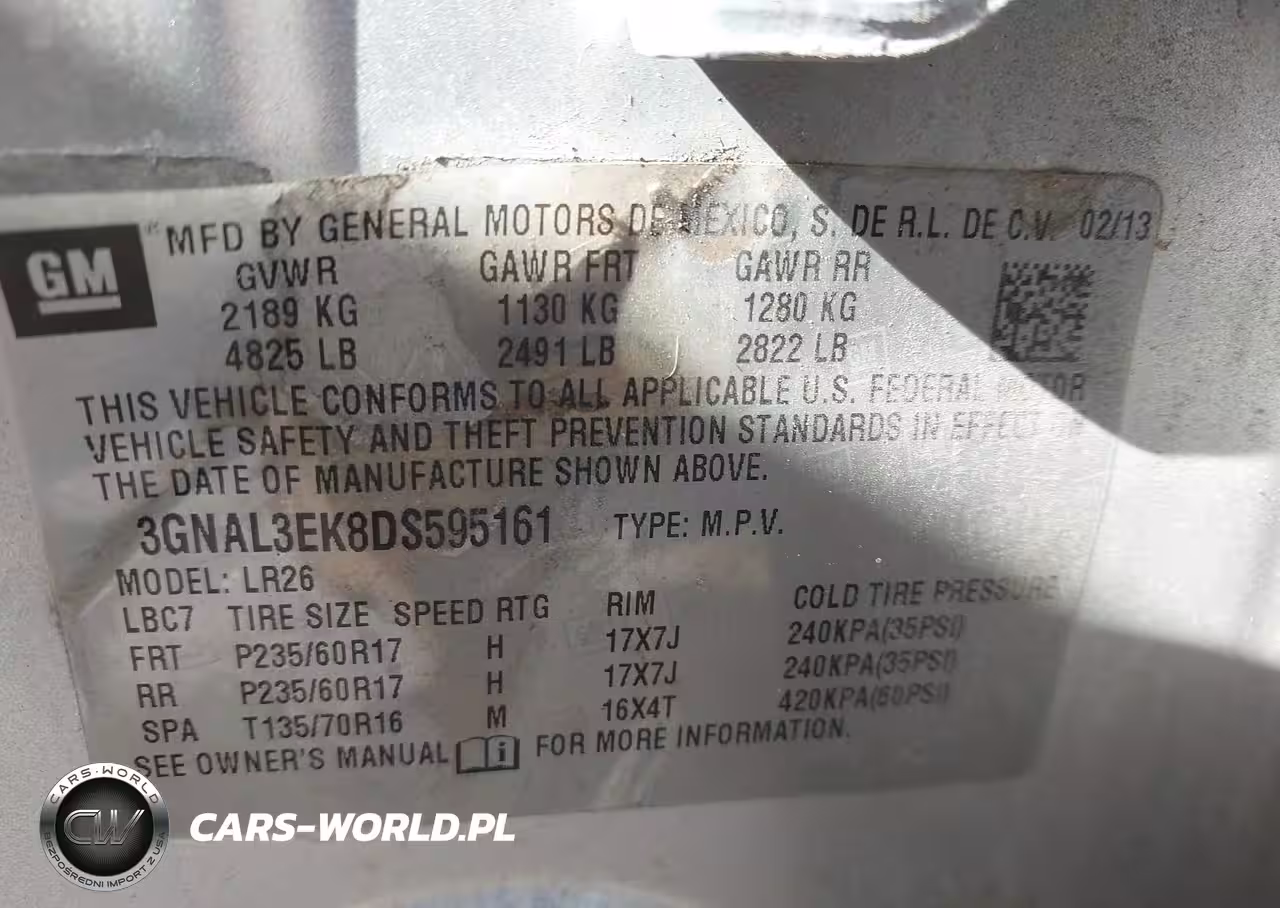 GM
® MFD BY GENERAL MOTORS DE MEXICO, S. DE R.L. DE C.V. 02/13
GVWR GAWR FRT GAWR RR
2189 KG 1130 KG 1280 KG
4825 LB 2491 LB 2822 LB
THIS VEHICLE CONFORMS TO ALL APPLICABLE U.S. FEDERAL MOTOR
VEHICLE SAFETY AND THEFT PREVENTION STANDARDS IN EFFECT ON
THE DATE OF MANUFACTURE SHOWN ABOVE.
3GNAL3EK8DS595161 TYPE: M.P.V.
MODEL: LR26
LBC7 TIRE SIZE SPEED RTG RIM COLD TIRE PRESSURE
FRT P235/60R17 H 17X7J 240KPA(35PSI)
RR P235/60R17 H 17X7J 240KPA(35PSI)
SPA T135/70R16 M 16X4T 420KPA(60PSI)
SEE OWNER'S MANUAL i FOR MORE INFORMATION.
CARS-WORLD
CW
BEZPOŚREDNI IMPORT Z USA
CARS-WORLD.PL